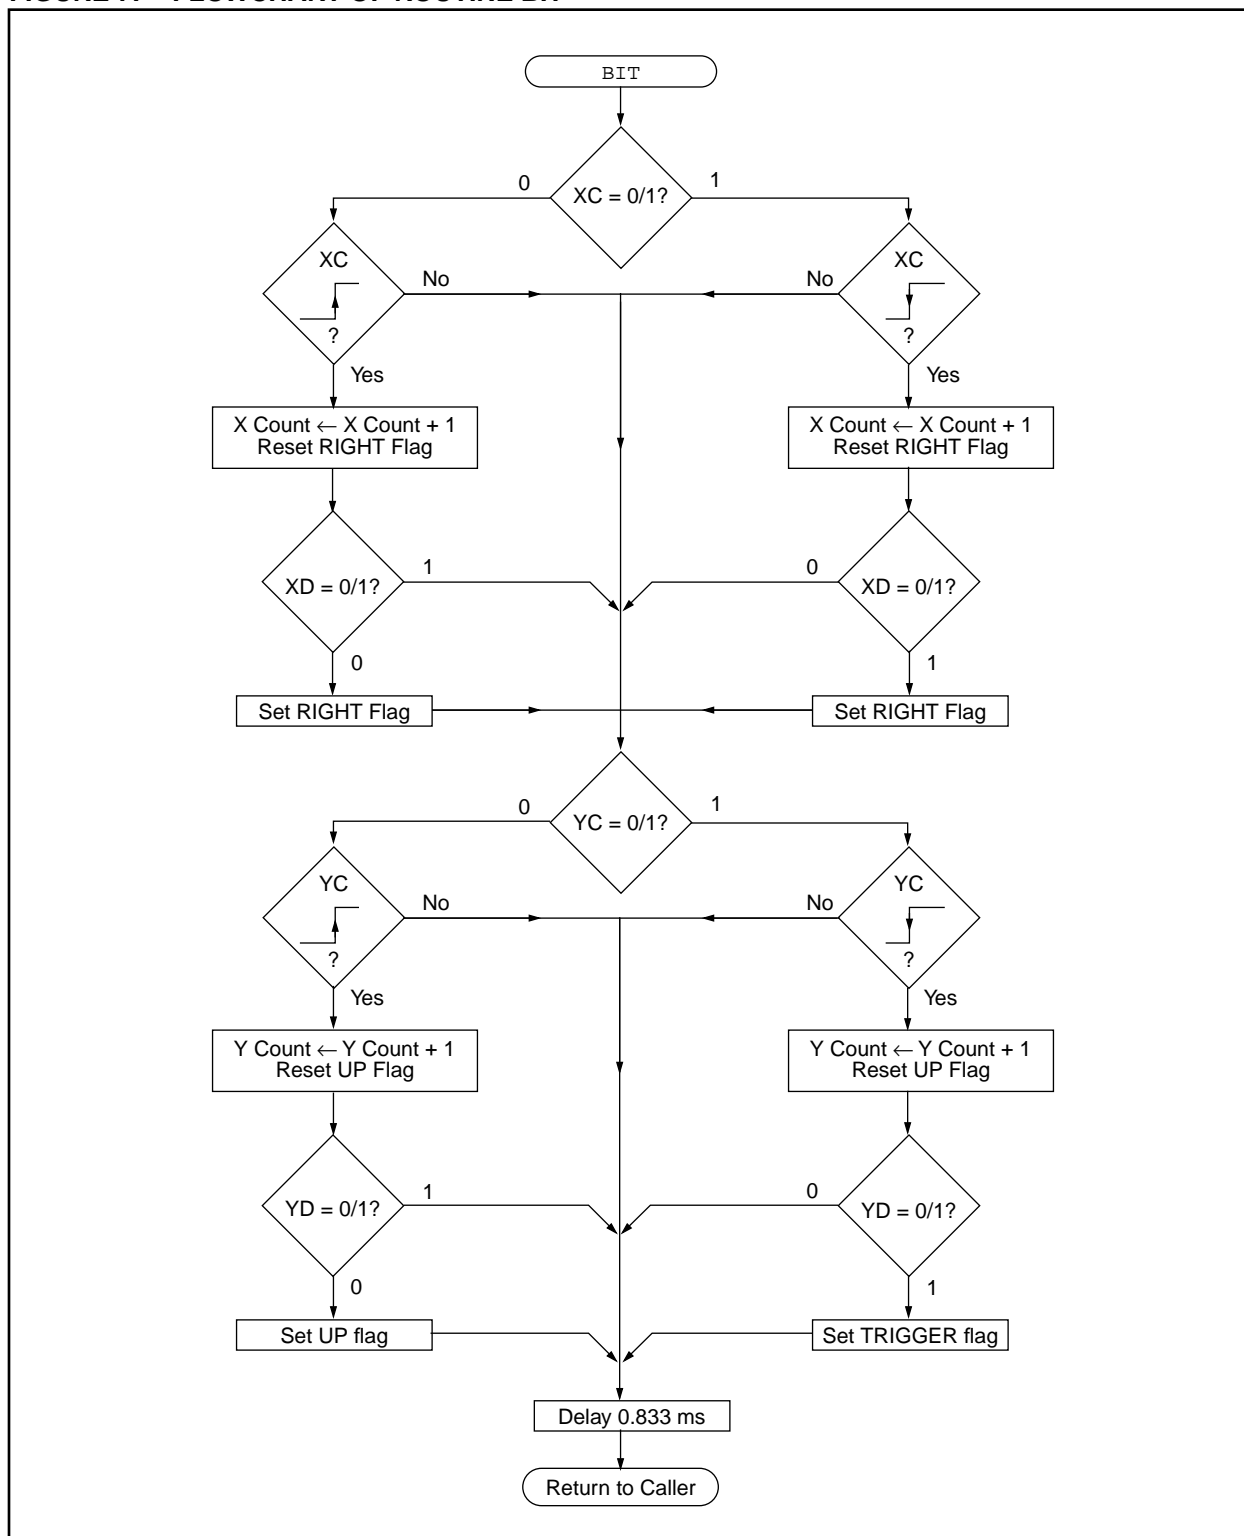 BIT
XC = 0/1?
0
1
XC
?
No
Yes
XC
?
No
Yes
X Count ← X Count + 1
Reset RIGHT Flag
X Count ← X Count + 1
Reset RIGHT Flag
XD = 0/1?
1
0
XD = 0/1?
0
1
Set RIGHT Flag
Set RIGHT Flag
YC = 0/1?
0
1
YC
?
No
Yes
YC
?
No
Yes
Y Count ← Y Count + 1
Reset UP Flag
Y Count ← Y Count + 1
Reset UP Flag
YD = 0/1?
1
0
YD = 0/1?
0
1
Set UP flag
Set TRIGGER flag
Delay 0.833 ms
Return to Caller